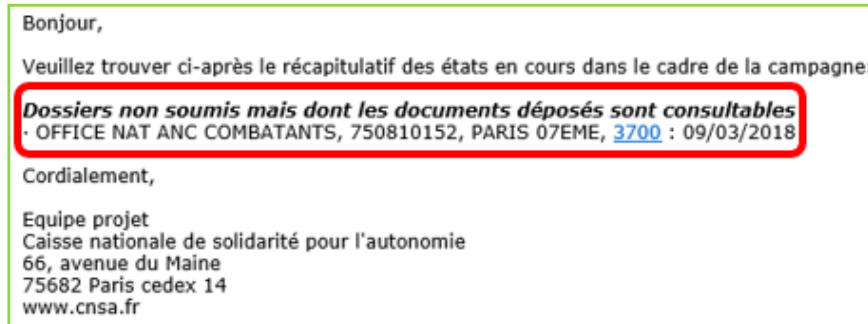 Bonjour,
Veuillez trouver ci-après le récapitulatif des états en cours dans le cadre de la campagne:
Dossiers non soumis mais dont les documents déposés sont consultables
· OFFICE NAT ANC COMBATANTS, 750810152, PARIS 07EME, 3700 : 09/03/2018
Cordialement,
Equipe projet
Caisse nationale de solidarité pour l'autonomie
66, avenue du Maine
75682 Paris cedex 14
www.cnsa.fr